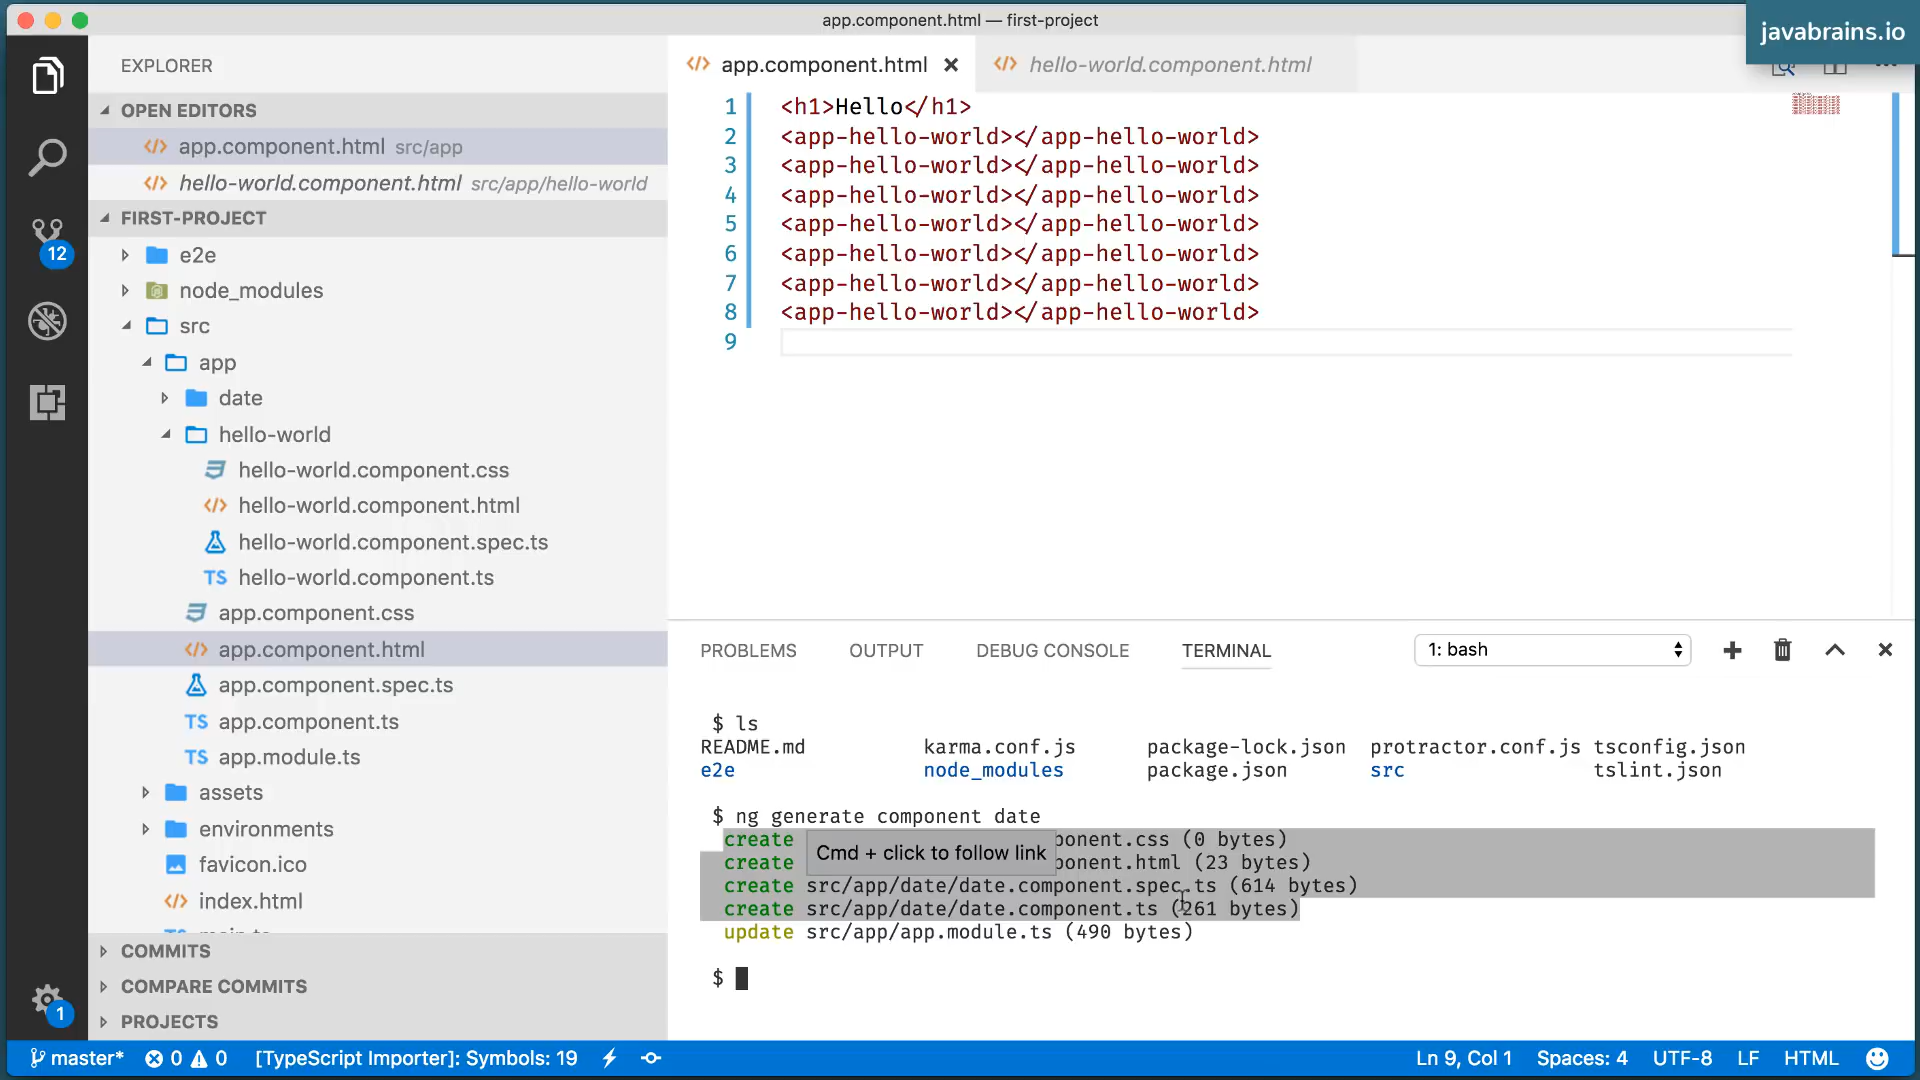 app.component.html — first-project
javabrains.io
EXPLORER
OPEN EDITORS
app.component.html src/app
hello-world.component.html src/app/hello-world
FIRST-PROJECT
e2e
node_modules
src
app
date
hello-world
hello-world.component.css
hello-world.component.html
hello-world.component.spec.ts
TS hello-world.component.ts
app.component.css
app.component.html
app.component.spec.ts
TS app.component.ts
TS app.module.ts
assets
environments
favicon.ico
index.html
COMMITS
COMPARE COMMITS
PROJECTS
12
1
app.component.html
hello-world.component.html
1 <h1>Hello</h1>
2 <app-hello-world></app-hello-world>
3 <app-hello-world></app-hello-world>
4 <app-hello-world></app-hello-world>
5 <app-hello-world></app-hello-world>
6 <app-hello-world></app-hello-world>
7 <app-hello-world></app-hello-world>
8 <app-hello-world></app-hello-world>
9
PROBLEMS OUTPUT DEBUG CONSOLE TERMINAL
1: bash
$ ls
README.md karma.conf.js package-lock.json protractor.conf.js tsconfig.json
e2e node_modules package.json src tslint.json
$ ng generate component date
create ponent.css (0 bytes)
Cmd + click to follow link
create ponent.html (23 bytes)
create src/app/date/date.component.spec.ts (614 bytes)
create src/app/date/date.component.ts (261 bytes)
update src/app/app.module.ts (490 bytes)
$
master* 0 0 [TypeScript Importer]: Symbols: 19
Ln 9, Col 1 Spaces: 4 UTF-8 LF HTML